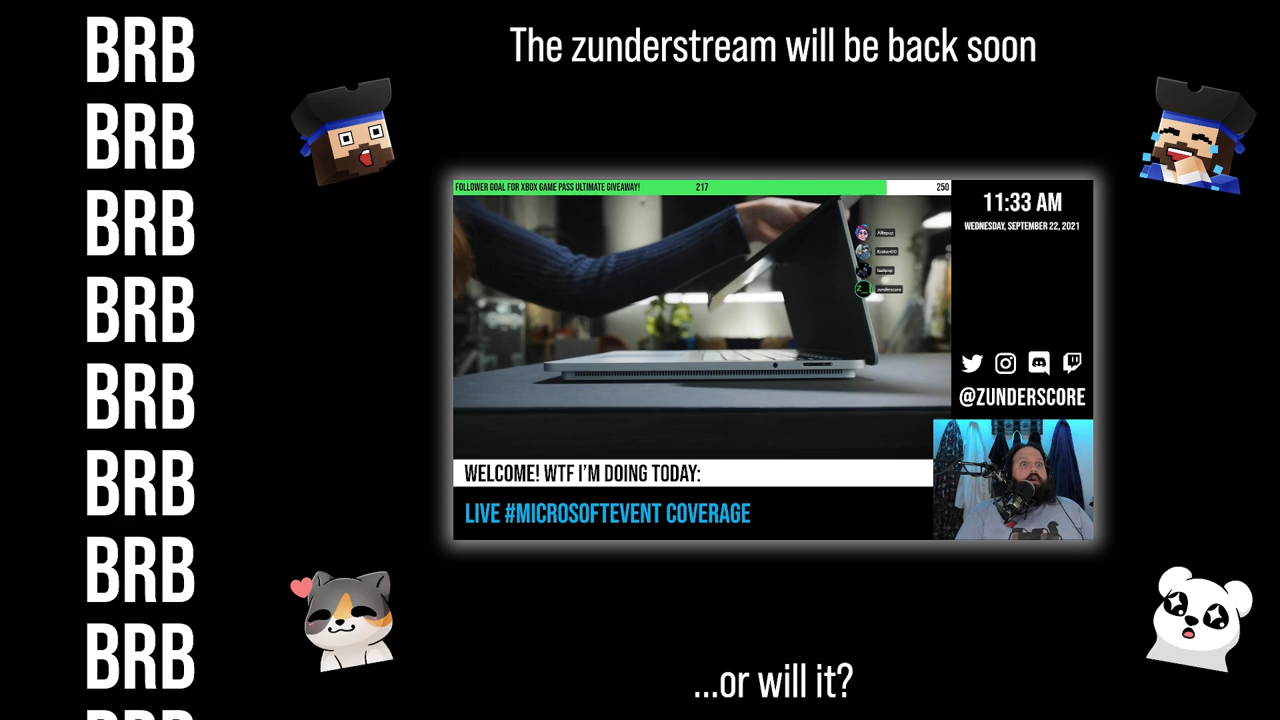 BRB
BRB
BRB
BRB
BRB
BRB
BRB
BRB
The zunderstream will be back soon
FOLLOWER GOAL FOR XBOX GAME PASS ULTIMATE GIVEAWAY!
217
250
11:33 AM
WEDNESDAY, SEPTEMBER 22, 2021
zunderscore
@ZUNDERSCORE
WELCOME! WTF I'M DOING TODAY:
LIVE #MICROSOFTEVENT COVERAGE
...or will it?